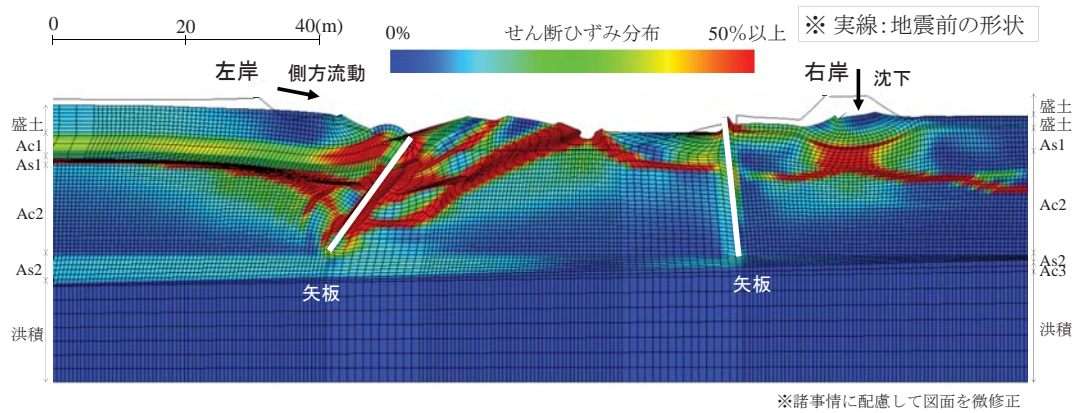 0 20 40(m)
0% せん断ひずみ分布 50%以上
※ 実線:地震前の形状
左岸 側方流動
右岸 沈下
盛土
Ac1
As1
Ac2
As2
洪積
矢板
矢板
盛土
盛土
As1
Ac2
As2
Ac3
洪積
※諸事情に配慮して図面を微修正